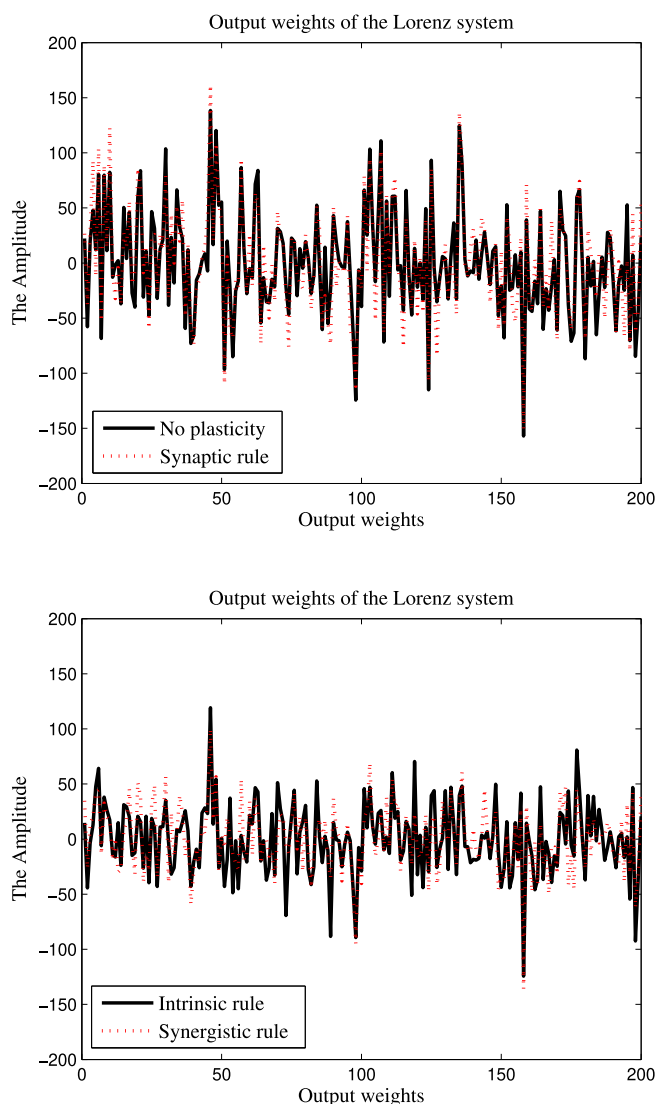 Output weights of the Lorenz system
200
150
100
50
0
−50
−100
−150
−200
The Amplitude
No plasticity
Synaptic rule
0 50 100 150 200
Output weights
Output weights of the Lorenz system
200
150
100
50
0
−50
−100
−150
−200
The Amplitude
Intrinsic rule
Synergistic rule
0 50 100 150 200
Output weights